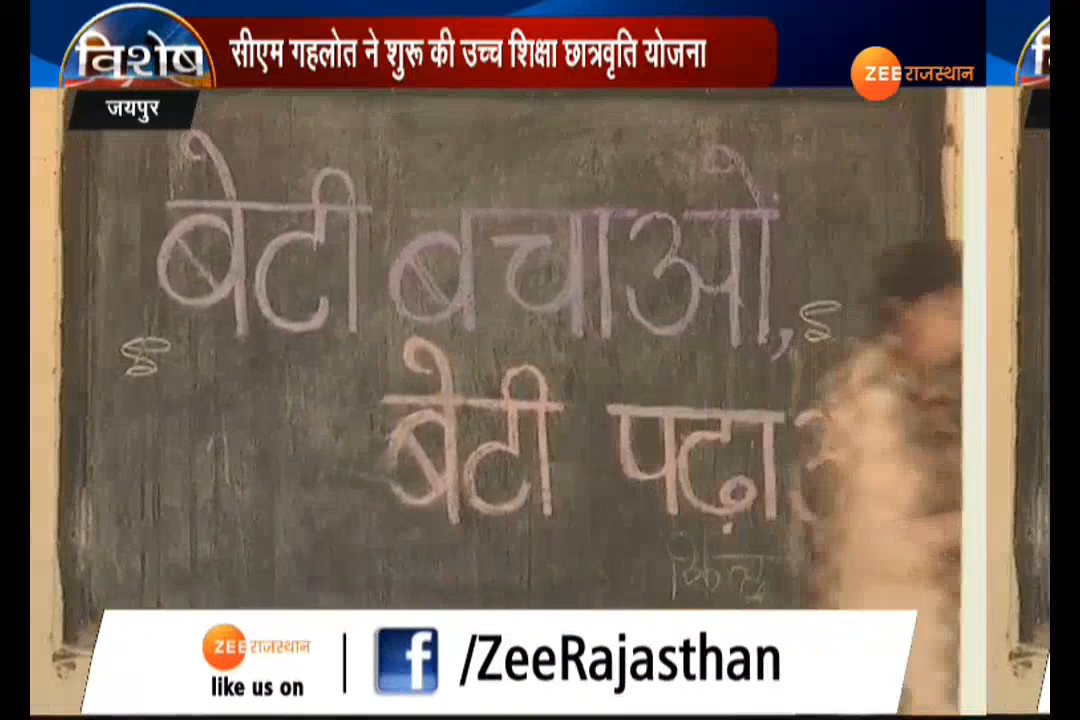 विशेष
सीएम गहलोत ने शुरू की उच्च शिक्षा छात्रवृति योजना
ZEE राजस्थान
जयपुर
बेटी बचाओं,
बेटी पढ़ा
ZEE राजस्थान
like us on
f /ZeeRajasthan